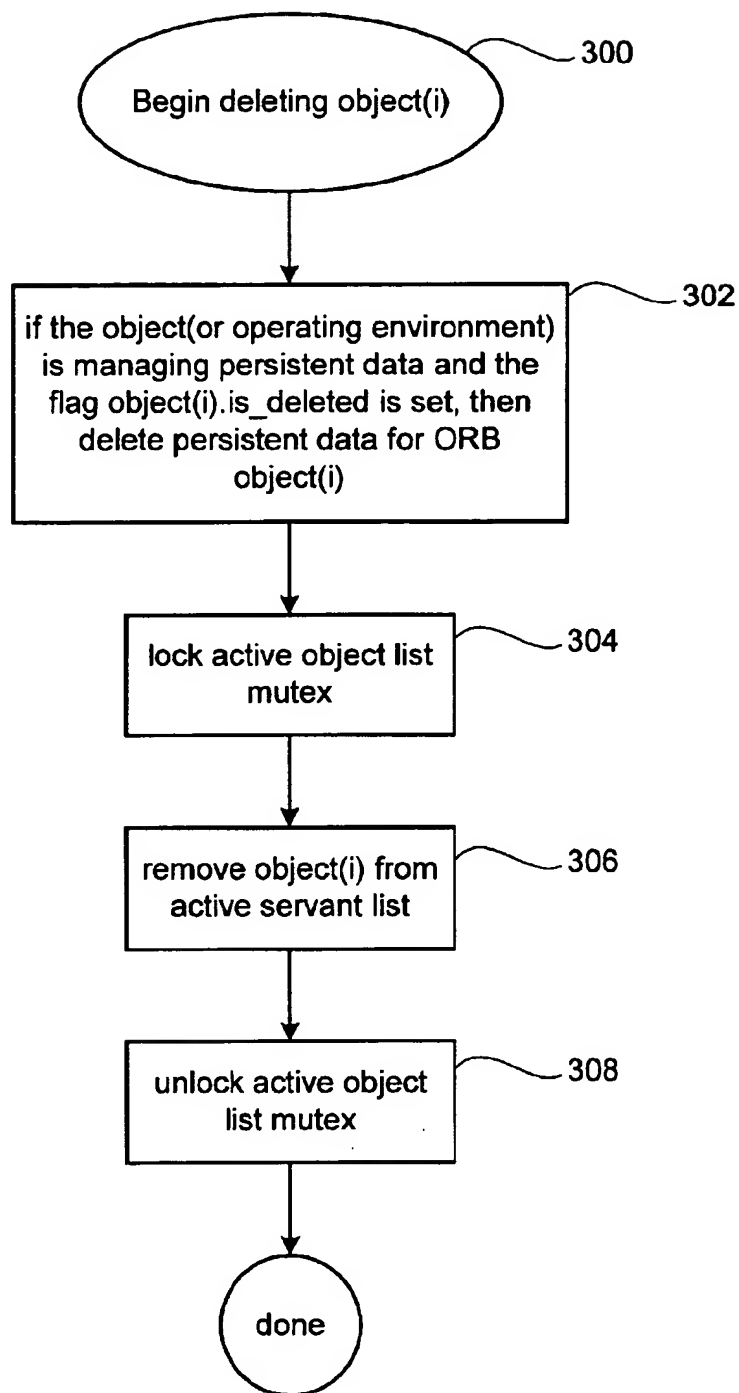 300
Begin deleting object(i)
302
if the object(or operating environment)
is managing persistent data and the
flag object(i).is_deleted is set, then
delete persistent data for ORB
object(i)
304
lock active object list
mutex
306
remove object(i) from
active servant list
308
unlock active object
list mutex
done